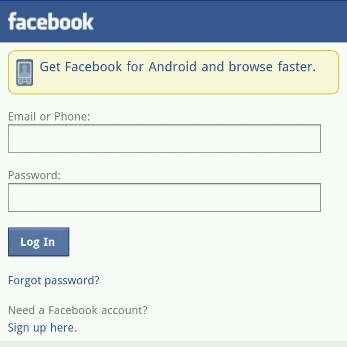 facebook
Get Facebook for Android and browse faster.
Email or Phone:
Password:
Log In
Forgot password?
Need a Facebook account?
Sign up here.